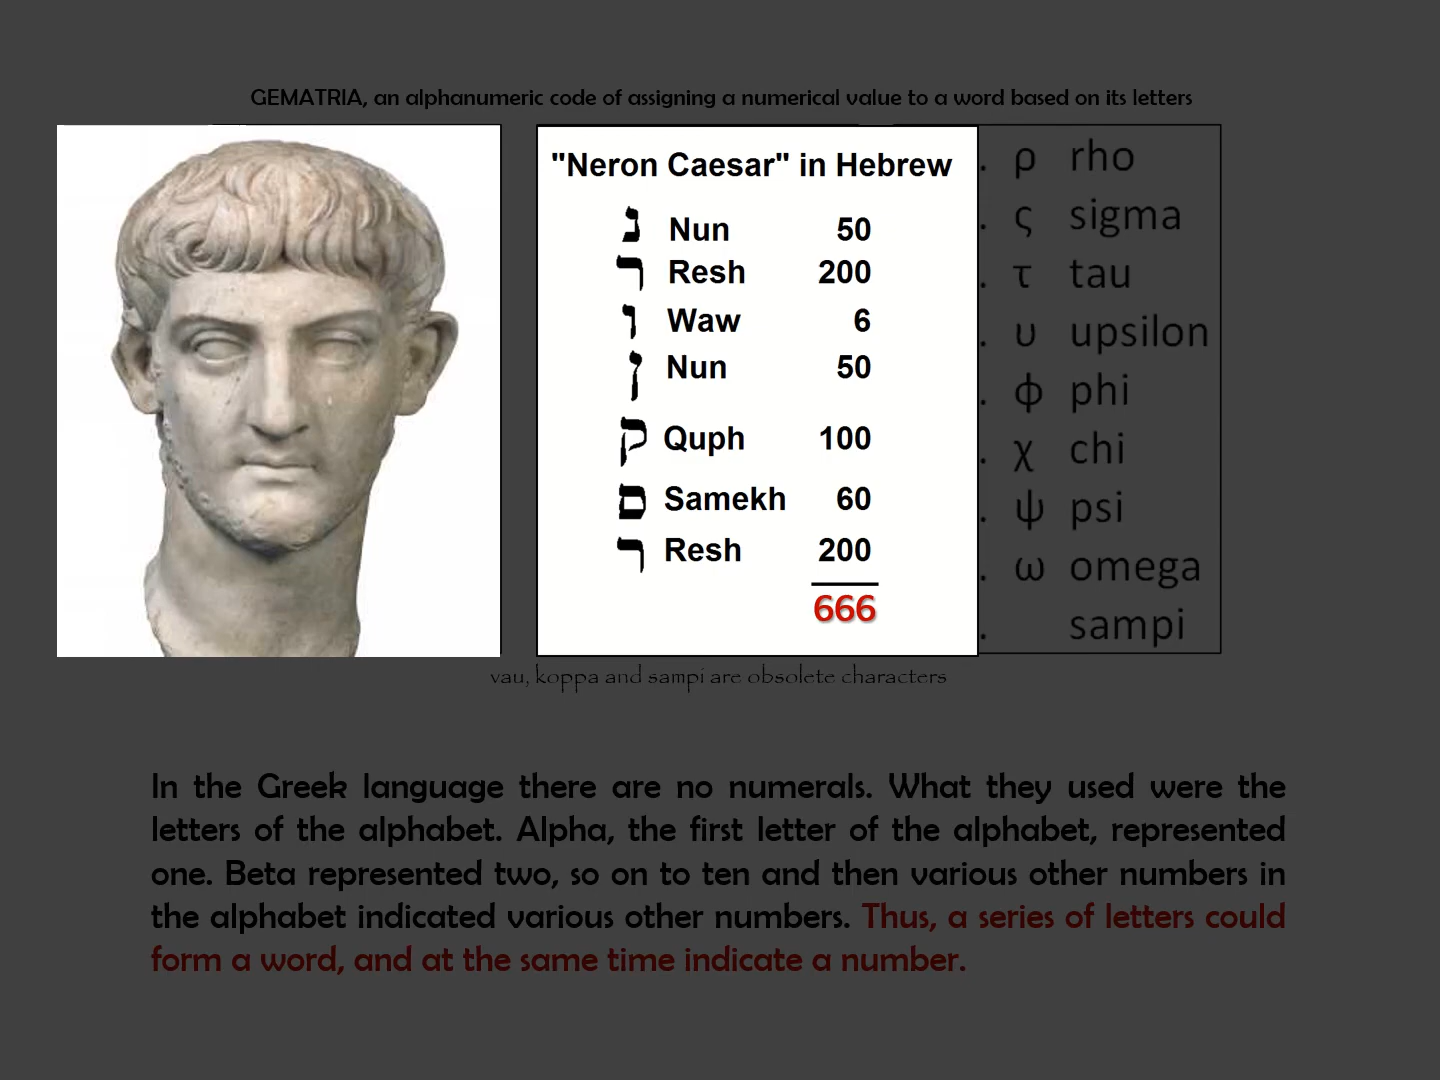 GEMATRIA, an alphanumeric code of assigning a numerical value to a word based on its letters
"Neron Caesar" in Hebrew
נ Nun 50
ר Resh 200
ו Waw 6
ן Nun 50
ק Quph 100
ם Samekh 60
ר Resh 200
666
. ρ rho
. ς sigma
. τ tau
. υ upsilon
. φ phi
. χ chi
. ψ psi
. ω omega
. sampi
vau, koppa and sampi are obsolete characters
In the Greek language there are no numerals. What they used were the
letters of the alphabet. Alpha, the first letter of the alphabet, represented
one. Beta represented two, so on to ten and then various other numbers in
the alphabet indicated various other numbers. Thus, a series of letters could
form a word, and at the same time indicate a number.